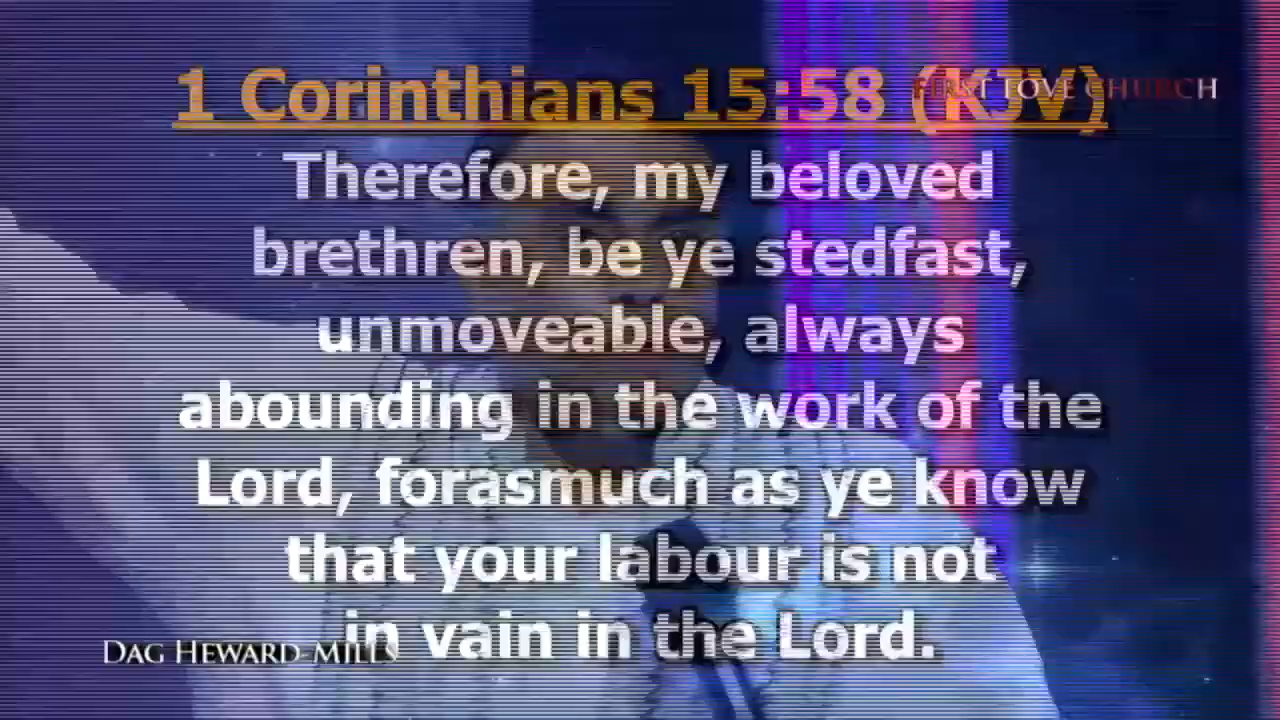 1 Corinthians 15:58 (KJV)
FIRST LOVE CHURCH
Therefore, my beloved
brethren, be ye stedfast,
unmoveable, always
abounding in the work of the
Lord, forasmuch as ye know
that your labour is not
in vain in the Lord.
DAG HEWARD-MILLS